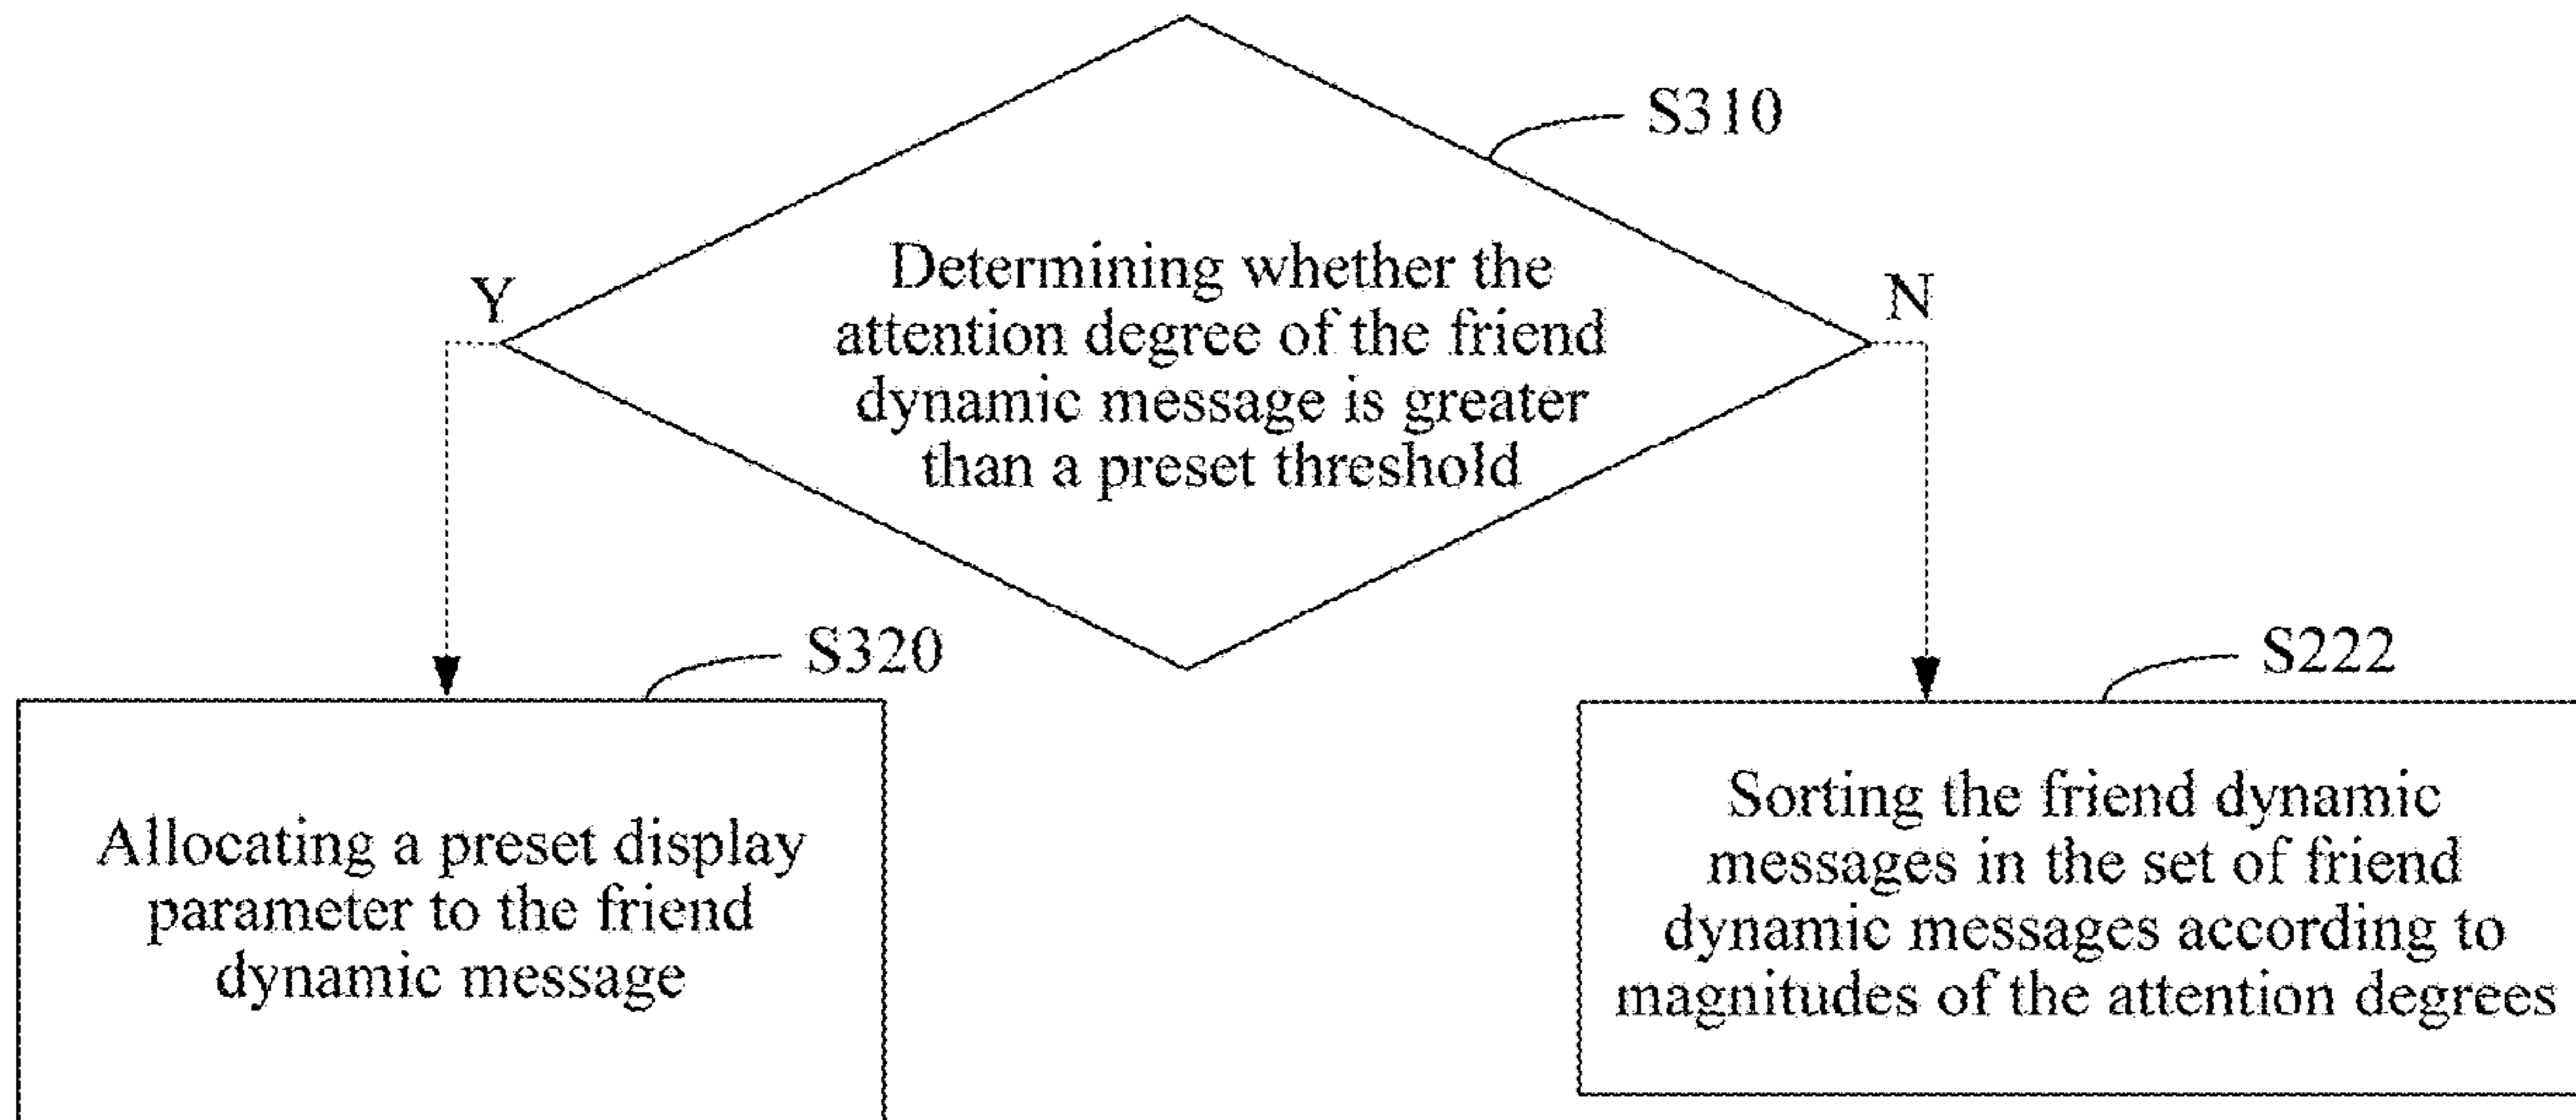 S310
Determining whether the
attention degree of the friend
dynamic message is greater
than a preset threshold
Y
N
S320
S222
Allocating a preset display
parameter to the friend
dynamic message
Sorting the friend dynamic
messages in the set of friend
dynamic messages according to
magnitudes of the attention degrees